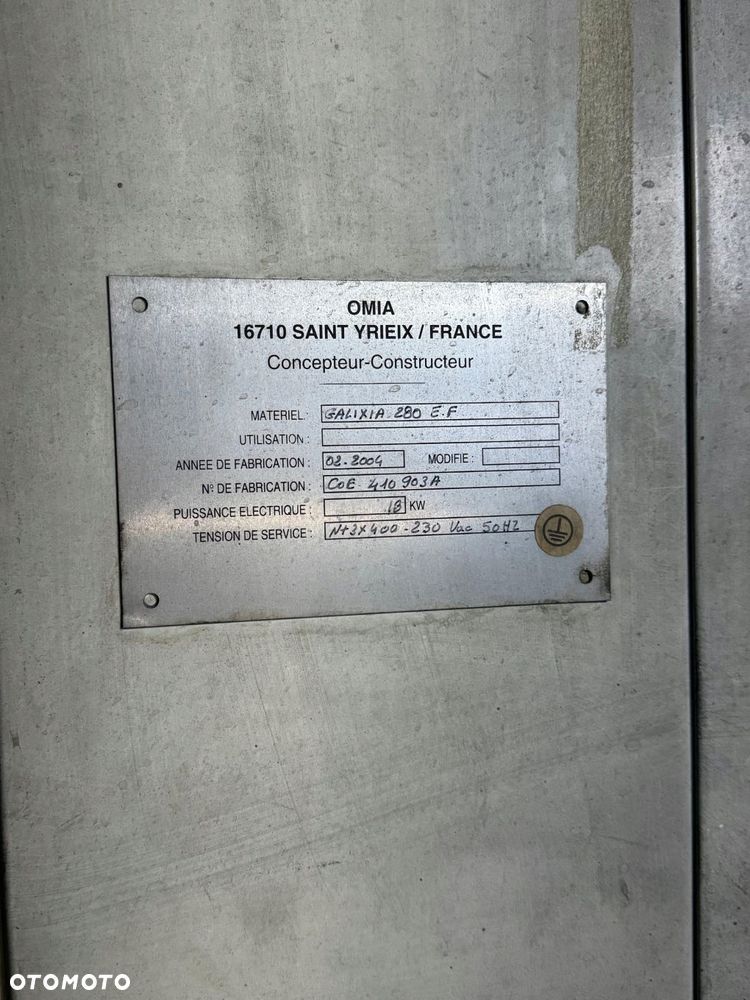 OMIA
16710 SAINT YRIEIX / FRANCE
Concepteur-Constructeur
MATERIEL : GALIXIA 280 E.F
UTILISATION :
ANNEE DE FABRICATION : 02-2004 MODIFIE :
N° DE FABRICATION : COE 410 903A
PUISSANCE ELECTRIQUE : 18 KW
TENSION DE SERVICE : N+3X400-230 Vac 50HZ
OTOMOTO